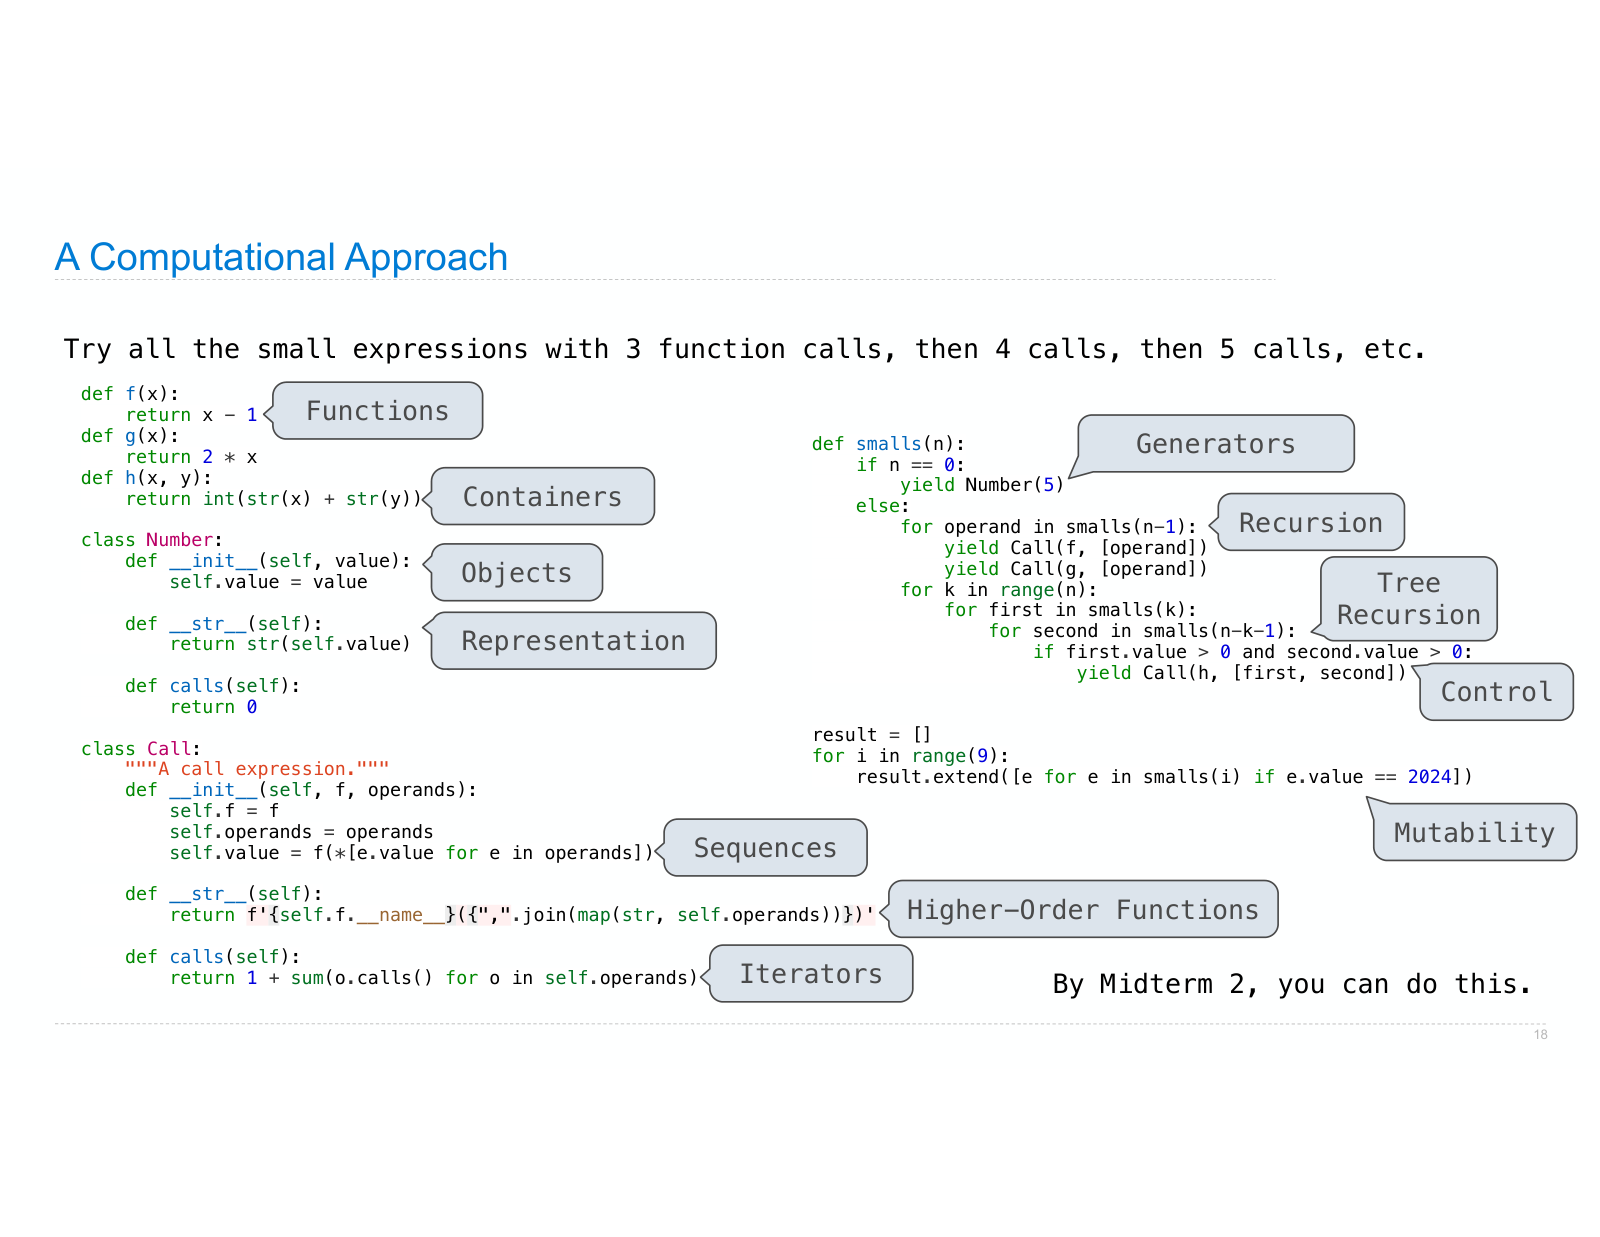 A Computational Approach
Try all the small expressions with 3 function calls, then 4 calls, then 5 calls, etc.
def f(x):
    return x - 1
Functions
def g(x):
    return 2 * x
def h(x, y):
    return int(str(x) + str(y))
Containers
class Number:
    def __init__(self, value):
        self.value = value
Objects
    def __str__(self):
        return str(self.value)
Representation
    def calls(self):
        return 0
class Call:
    """A call expression."""
    def __init__(self, f, operands):
        self.f = f
        self.operands = operands
        self.value = f(*[e.value for e in operands])
Sequences
    def __str__(self):
        return f'{self.f.__name__}({",".join(map(str, self.operands))})'
Higher-Order Functions
    def calls(self):
        return 1 + sum(o.calls() for o in self.operands)
Iterators
def smalls(n):
    if n == 0:
        yield Number(5)
Generators
    else:
        for operand in smalls(n-1):
Recursion
            yield Call(f, [operand])
            yield Call(g, [operand])
        for k in range(n):
            for first in smalls(k):
                for second in smalls(n-k-1):
Tree
Recursion
                    if first.value > 0 and second.value > 0:
                        yield Call(h, [first, second])
Control
result = []
for i in range(9):
    result.extend([e for e in smalls(i) if e.value == 2024])
Mutability
By Midterm 2, you can do this.
18